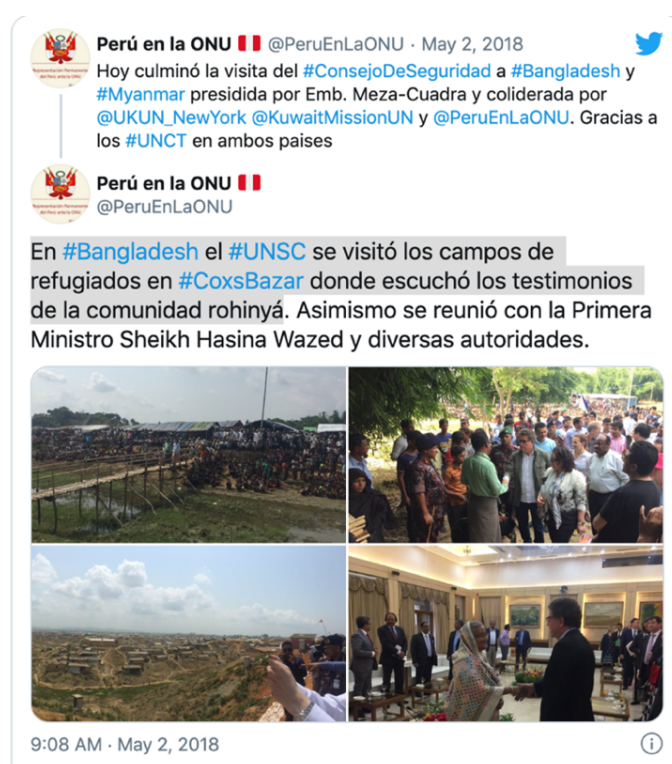 Perú en la ONU 🇵🇪 @PeruEnLaONU · May 2, 2018
Hoy culminó la visita del #ConsejoDeSeguridad a #Bangladesh y
#Myanmar presidida por Emb. Meza-Cuadra y coliderada por
@UKUN_NewYork @KuwaitMissionUN y @PeruEnLaONU. Gracias a
los #UNCT en ambos paises
Perú en la ONU 🇵🇪
@PeruEnLaONU
En #Bangladesh el #UNSC se visitó los campos de
refugiados en #CoxsBazar donde escuchó los testimonios
de la comunidad rohinyá. Asimismo se reunió con la Primera
Ministro Sheikh Hasina Wazed y diversas autoridades.
9:08 AM · May 2, 2018